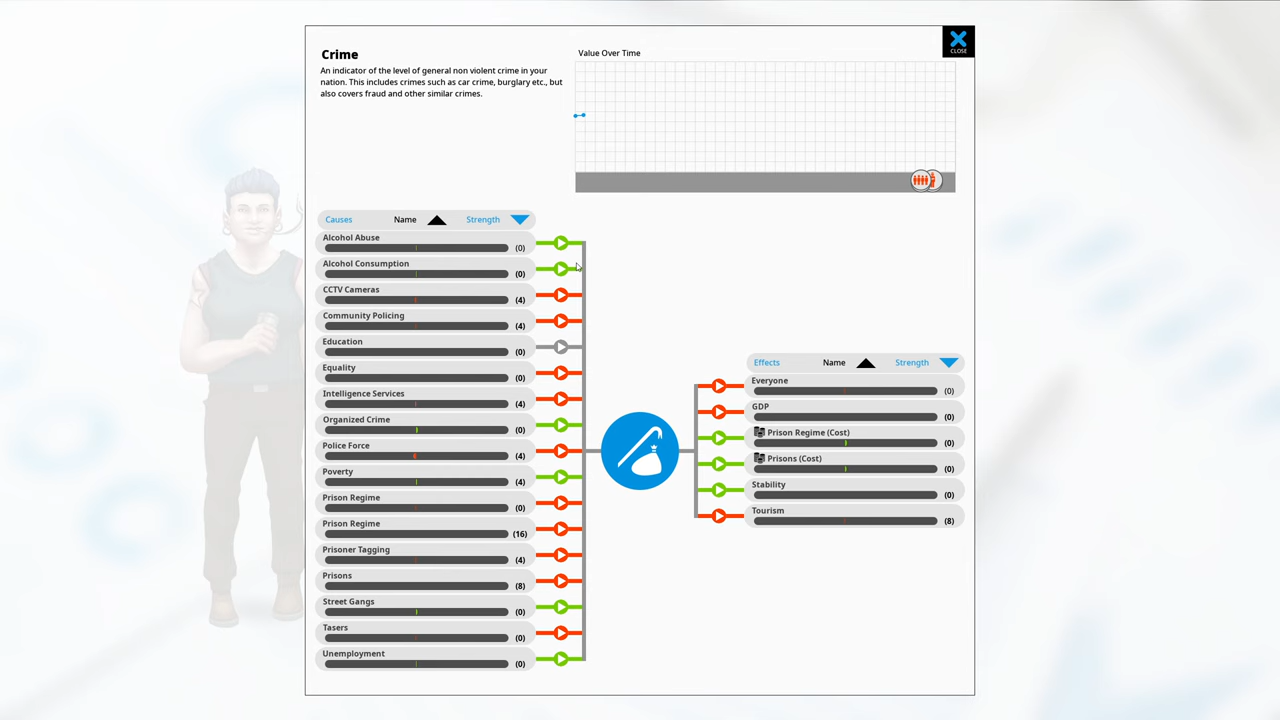 Crime
An indicator of the level of general non violent crime in your
nation. This includes crimes such as car crime, burglary etc., but
also covers fraud and other similar crimes.
Value Over Time
CLOSE
Causes Name Strength
Alcohol Abuse
(0)
Alcohol Consumption
(0)
CCTV Cameras
(4)
Community Policing
(4)
Education
(0)
Equality
(0)
Intelligence Services
(4)
Organized Crime
(0)
Police Force
(4)
Poverty
(4)
Prison Regime
(0)
Prison Regime
(16)
Prisoner Tagging
(4)
Prisons
(8)
Street Gangs
(0)
Tasers
(0)
Unemployment
(0)
Effects Name Strength
Everyone
(0)
GDP
(0)
Prison Regime (Cost)
(0)
Prisons (Cost)
(0)
Stability
(0)
Tourism
(8)